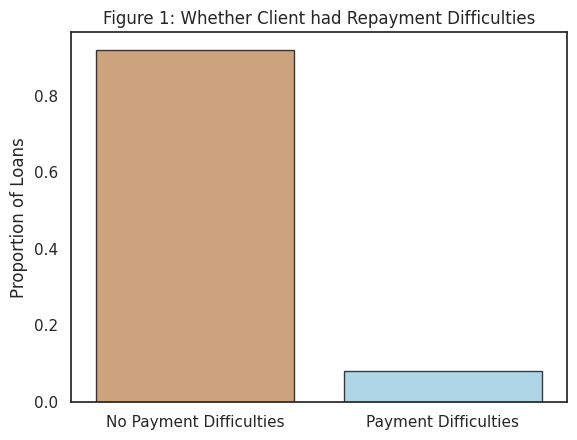 Figure 1: Whether Client had Repayment Difficulties
Proportion of Loans
0.8
0.6
0.4
0.2
0.0
No Payment Difficulties
Payment Difficulties